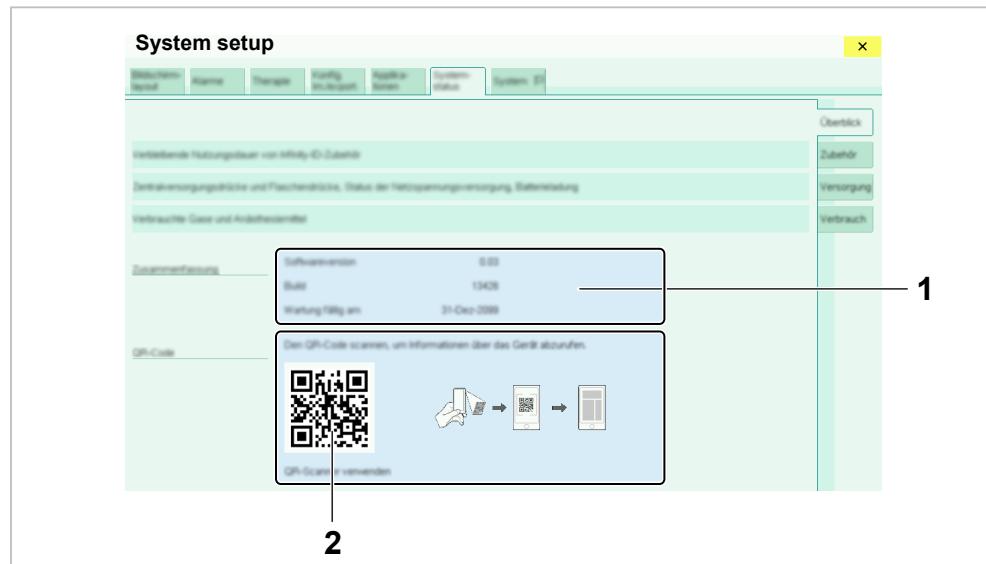 System setup
×
Bildschirm-
layout
Alarme
Therapie
Konfig.
Im-/export
Applika-
tionen
System-
status
System
Überblick
Verbleibende Nutzungsdauer von Infinity-ID-Zubehör
Zubehör
Zentralversorgungsdrücke und Flaschendrücke, Status der Netzspannungsversorgung, Batterieladung
Versorgung
Verbrauchte Gase und Anästhesiemittel
Verbrauch
Zusammenfassung
Softwareversion 0.03
Build 13428
Wartung fällig am 31-Dez-2099
1
QR-Code
Den QR-Code scannen, um Informationen über das Gerät abzurufen.
QR-Scanner verwenden
2